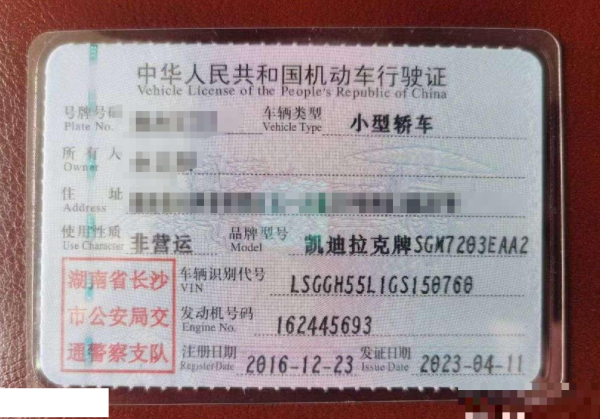 中华人民共和国机动车行驶证
Vehicle License of the People's Republic of China
号牌号码 车辆类型 小型轿车
Plate No. Vehicle Type
所有人
Owner
住址
Address
使用性质 非营运 品牌型号 凯迪拉克牌SGM7203EAA2
Use Character Model
湖南省长沙
市公安局交
通警察支队
车辆识别代号 LSGGH55L1GS150760
VIN
发动机号码 162445693
Engine No.
注册日期 2016-12-23 发证日期 2023-04-11
Register Date Issue Date